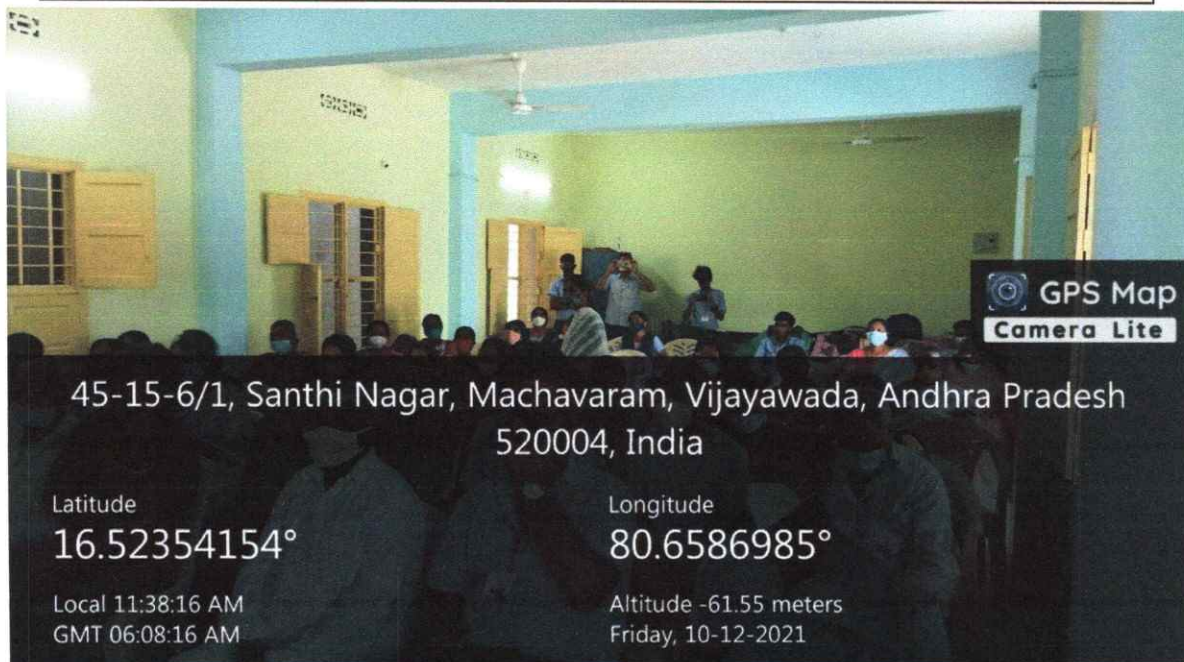 GPS Map
Camera Lite
45-15-6/1, Santhi Nagar, Machavaram, Vijayawada, Andhra Pradesh
520004, India
Latitude
16.52354154°
Longitude
80.6586985°
Local 11:38:16 AM
GMT 06:08:16 AM
Altitude -61.55 meters
Friday, 10-12-2021